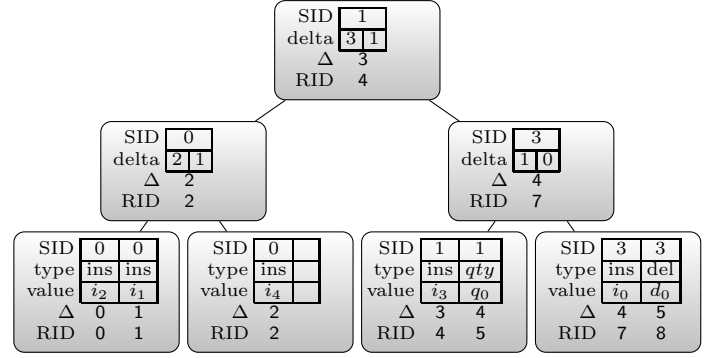 SID 1
delta 3 1
Δ 3
RID 4
SID 0
delta 2 1
Δ 2
RID 2
SID 3
delta 1 0
Δ 4
RID 7
SID 0 0
type ins ins
value i₂ i₁
Δ 0 1
RID 0 1
SID 0
type ins
value i₄
Δ 2
RID 2
SID 1 1
type ins qty
value i₃ q₀
Δ 3 4
RID 4 5
SID 3 3
type ins del
value i₀ d₀
Δ 4 5
RID 7 8